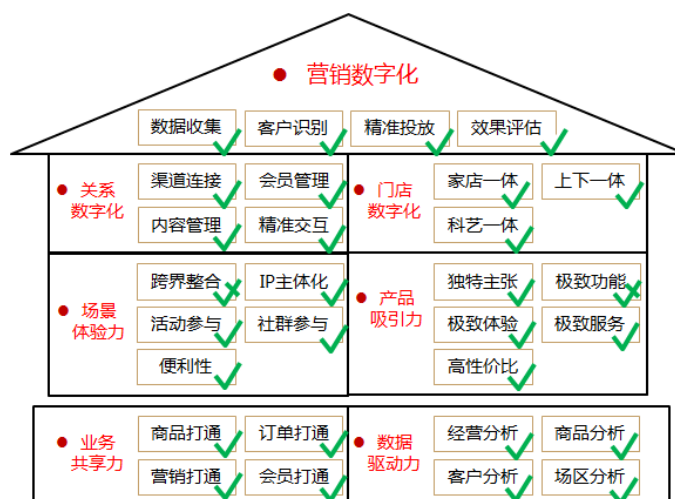 营销数字化
数据收集 客户识别 精准投放 效果评估
关系
数字化
渠道连接 会员管理
内容管理 精准交互
门店
数字化
家店一体 上下一体
科艺一体
场景
体验力
跨界整合 IP主体化
活动参与 社群参与
便利性
产品
吸引力
独特主张 极致功能
极致体验 极致服务
高性价比
业务
共享力
商品打通 订单打通
营销打通 会员打通
数据
驱动力
经营分析 商品分析
客户分析 场区分析